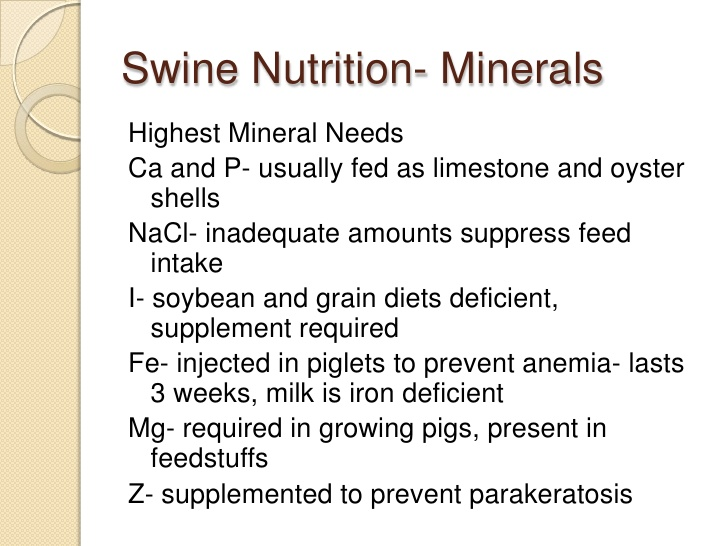 Swine Nutrition- Minerals
Highest Mineral Needs
Ca and P- usually fed as limestone and oyster
shells
NaCl- inadequate amounts suppress feed
intake
I- soybean and grain diets deficient,
supplement required
Fe- injected in piglets to prevent anemia- lasts
3 weeks, milk is iron deficient
Mg- required in growing pigs, present in
feedstuffs
Z- supplemented to prevent parakeratosis